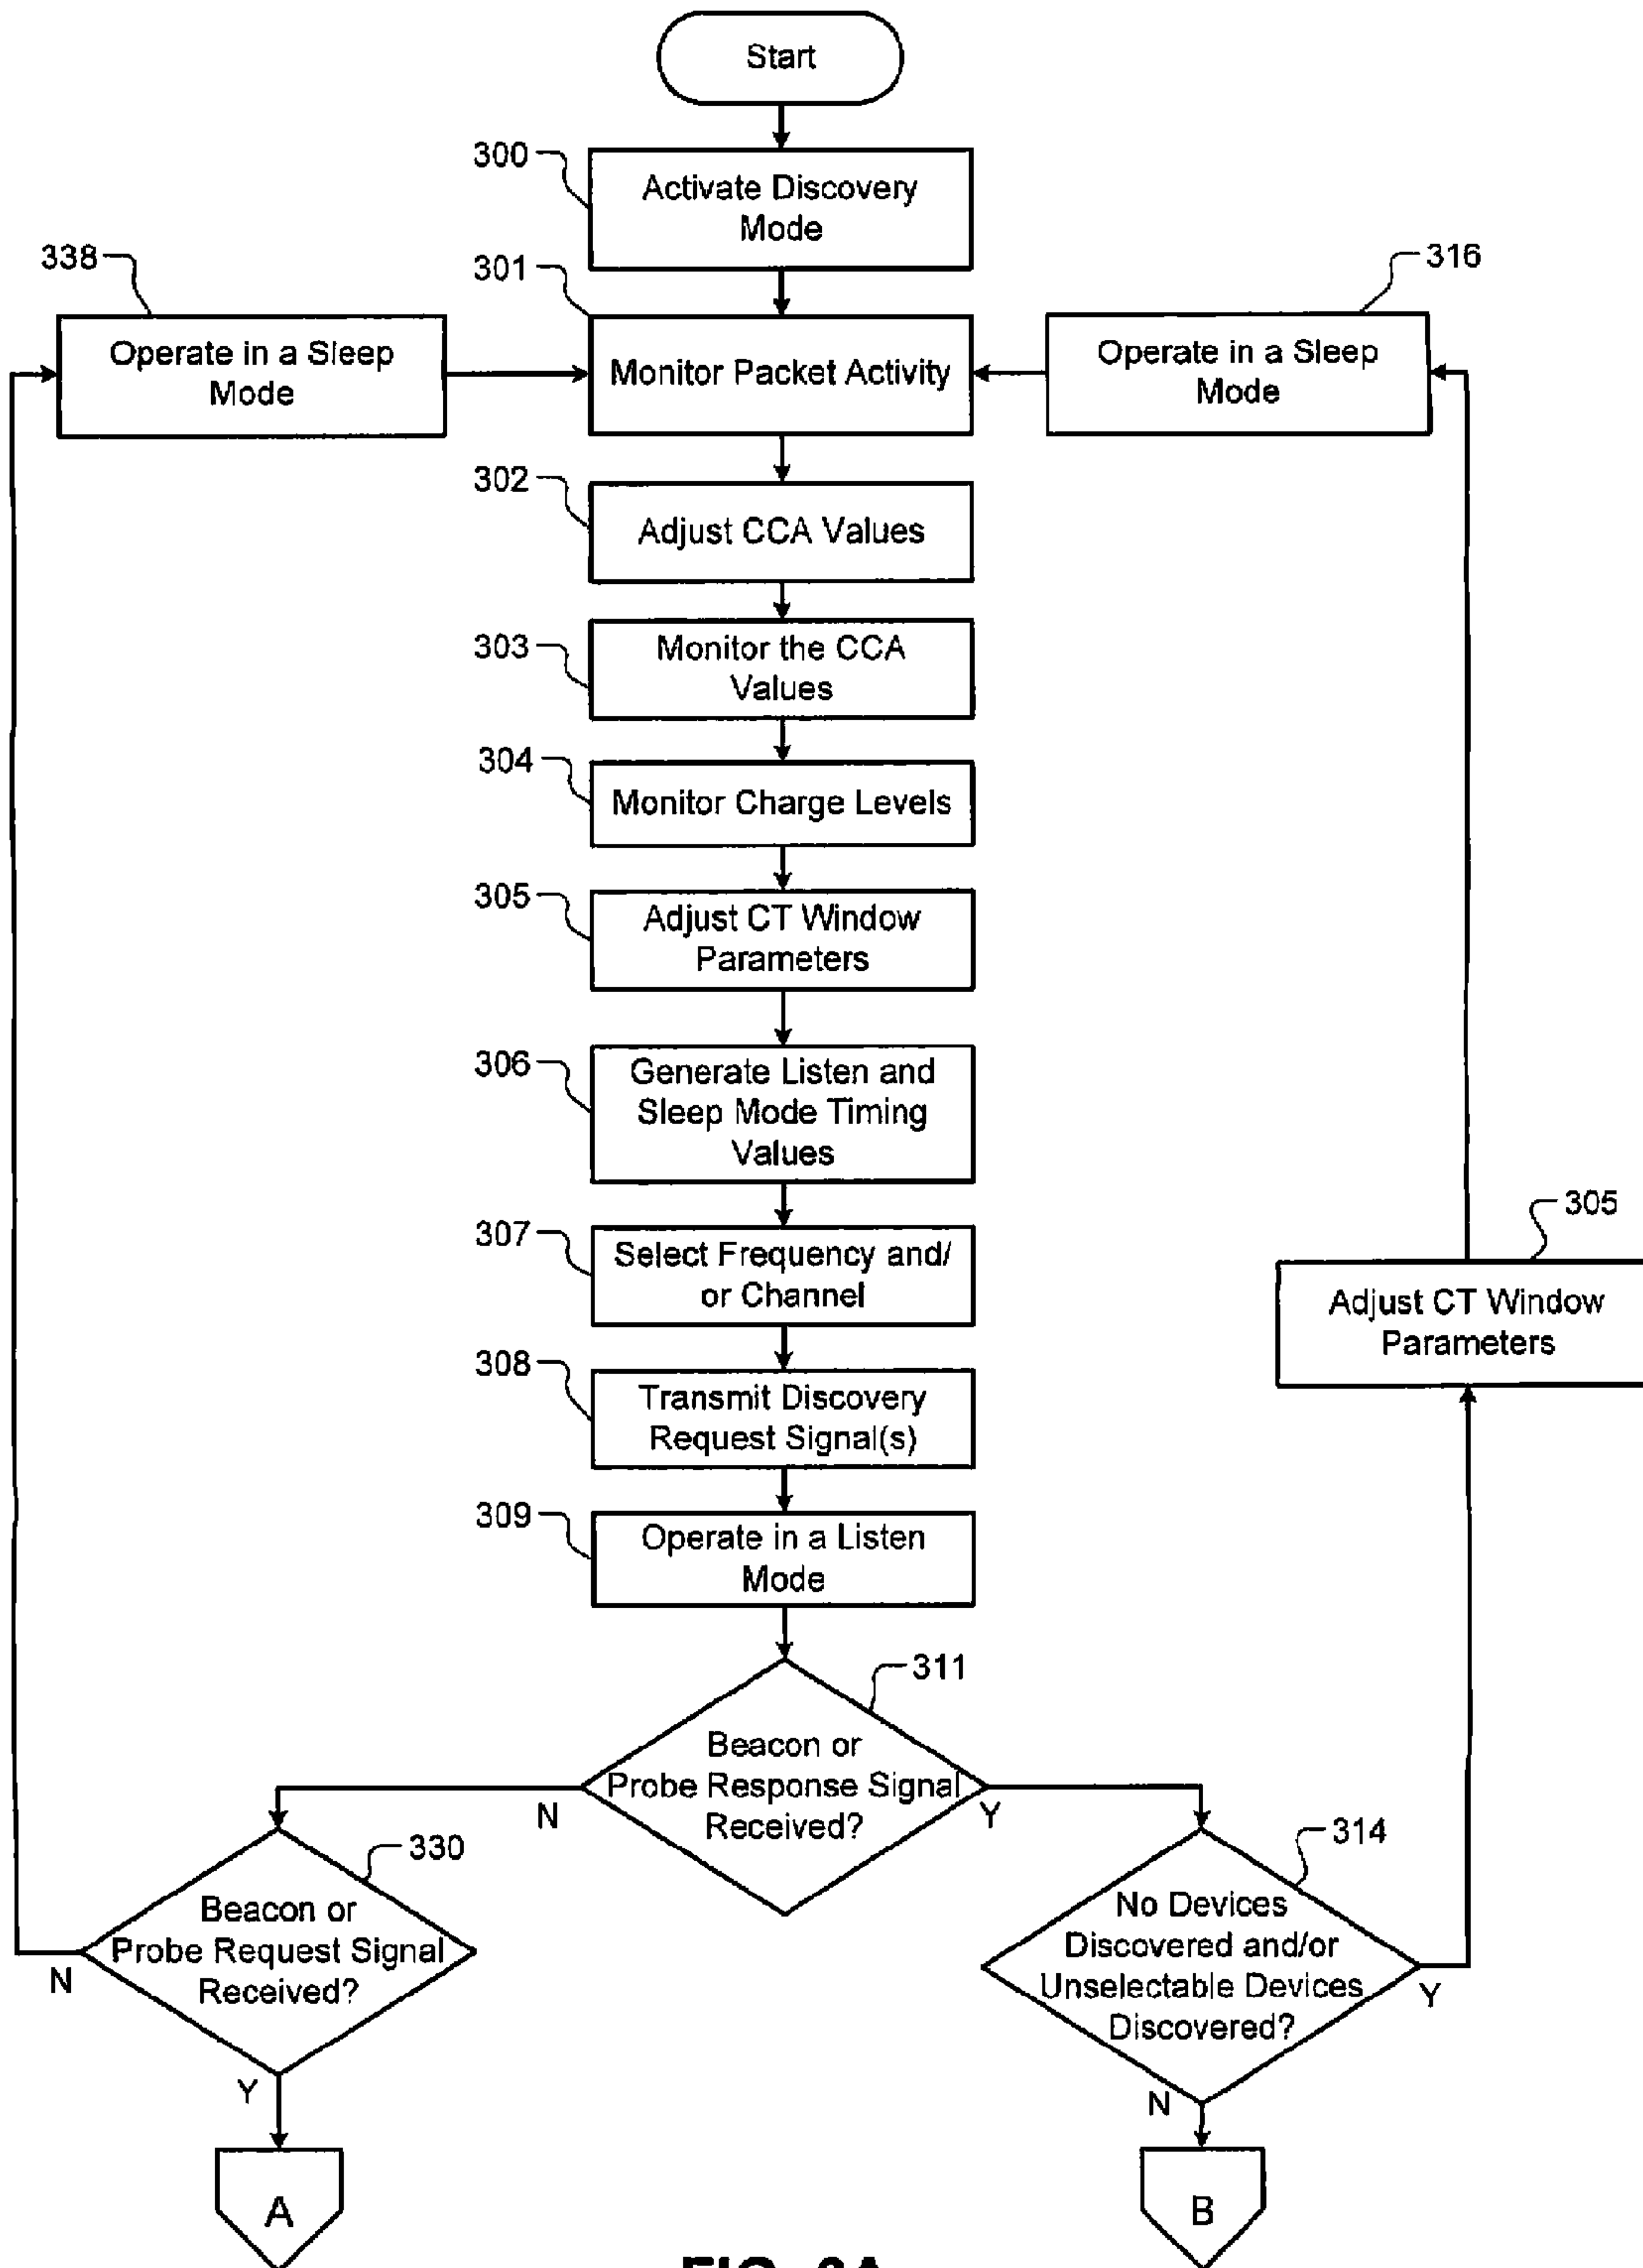 Start
300
Activate Discovery
Mode
338
301
316
Operate in a Sleep
Mode
Monitor Packet Activity
Operate in a Sleep
Mode
302
Adjust CCA Values
303
Monitor the CCA
Values
304
Monitor Charge Levels
305
Adjust CT Window
Parameters
306
Generate Listen and
Sleep Mode Timing
Values
307
Select Frequency and/
or Channel
305
Adjust CT Window
Parameters
308
Transmit Discovery
Request Signal(s)
309
Operate in a Listen
Mode
311
Beacon or
Probe Response Signal
Received?
N
Y
330
Beacon or
Probe Request Signal
Received?
N
Y
314
No Devices
Discovered and/or
Unselectable Devices
Discovered?
Y
N
A
B